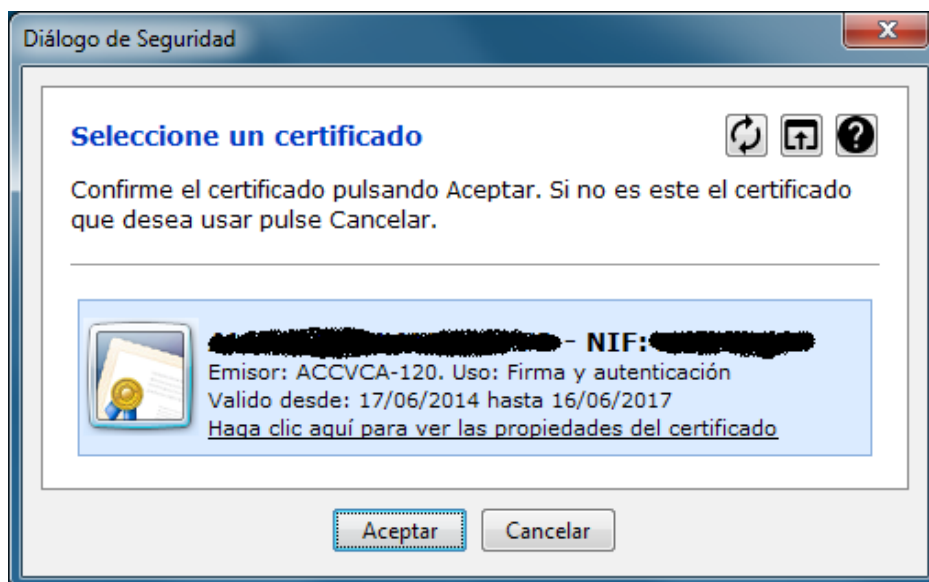 Diálogo de Seguridad
Seleccione un certificado
Confirme el certificado pulsando Aceptar. Si no es este el certificado
que desea usar pulse Cancelar.
- NIF:
Emisor: ACCVCA-120. Uso: Firma y autenticación
Valido desde: 17/06/2014 hasta 16/06/2017
Haga clic aquí para ver las propiedades del certificado
Aceptar Cancelar